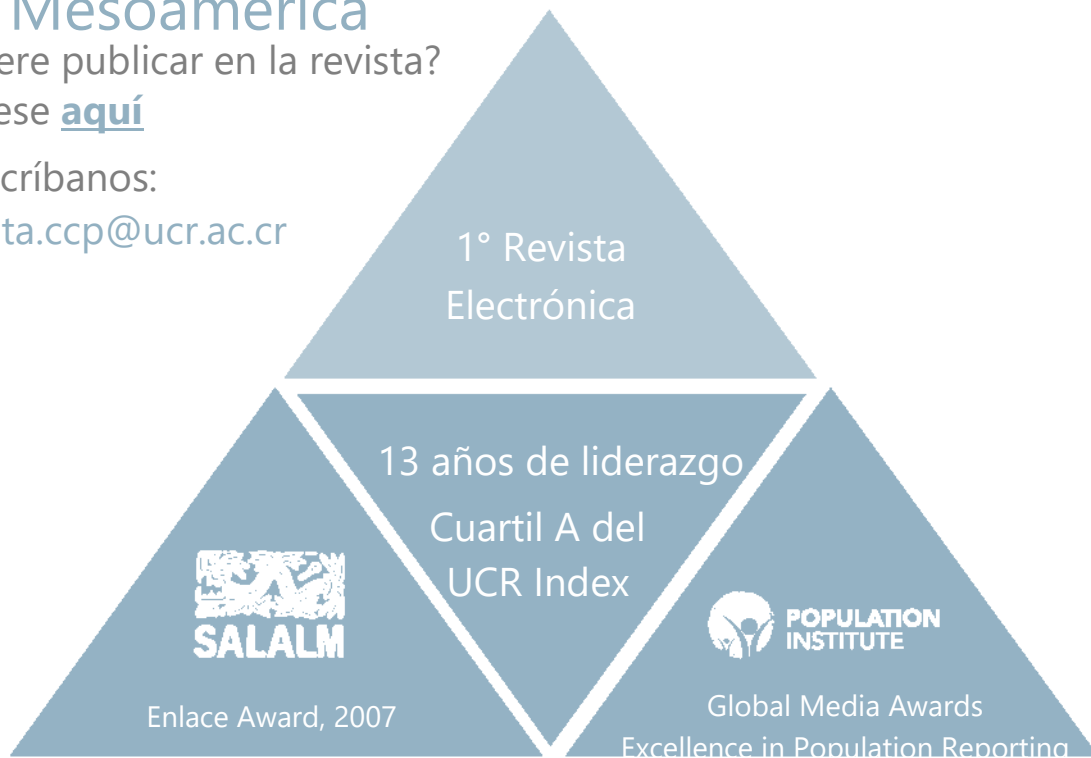 Mesoamérica
ere publicar en la revista?
ese aquí
críbanos:
ta.ccp@ucr.ac.cr
1° Revista
Electrónica
13 años de liderazgo
Cuartil A del
UCR Index
SALALM
Enlace Award, 2007
POPULATION
INSTITUTE
Global Media Awards
Excellence in Population Reporting